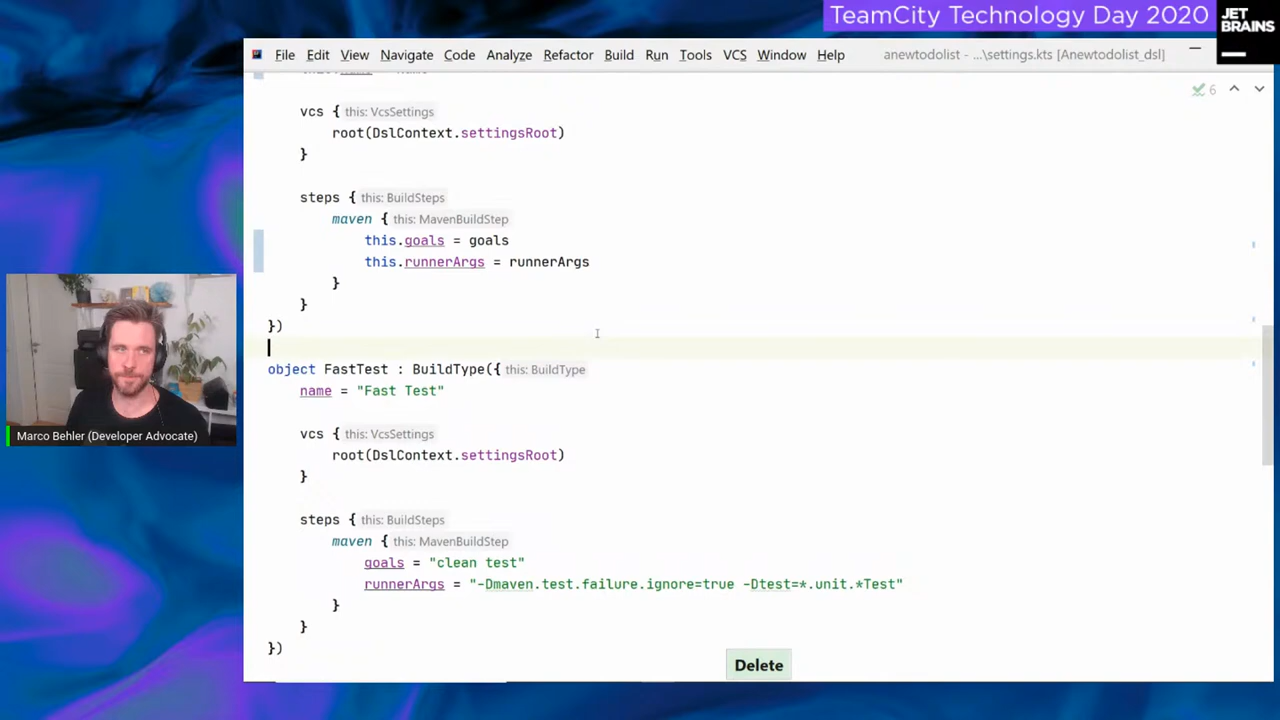 TeamCity Technology Day 2020
JET
BRAINS
File Edit View Navigate Code Analyze Refactor Build Run Tools VCS Window Help anewtodolist - ...\settings.kts [Anewtodolist_dsl]
6
vcs { this: VcsSettings
root(DslContext.settingsRoot)
}
steps { this: BuildSteps
maven { this: MavenBuildStep
this.goals = goals
this.runnerArgs = runnerArgs
}
}
})
object FastTest : BuildType({ this: BuildType
name = "Fast Test"
vcs { this: VcsSettings
root(DslContext.settingsRoot)
}
steps { this: BuildSteps
maven { this: MavenBuildStep
goals = "clean test"
runnerArgs = "-Dmaven.test.failure.ignore=true -Dtest=*.unit.*Test"
}
}
})
Delete
Marco Behler (Developer Advocate)